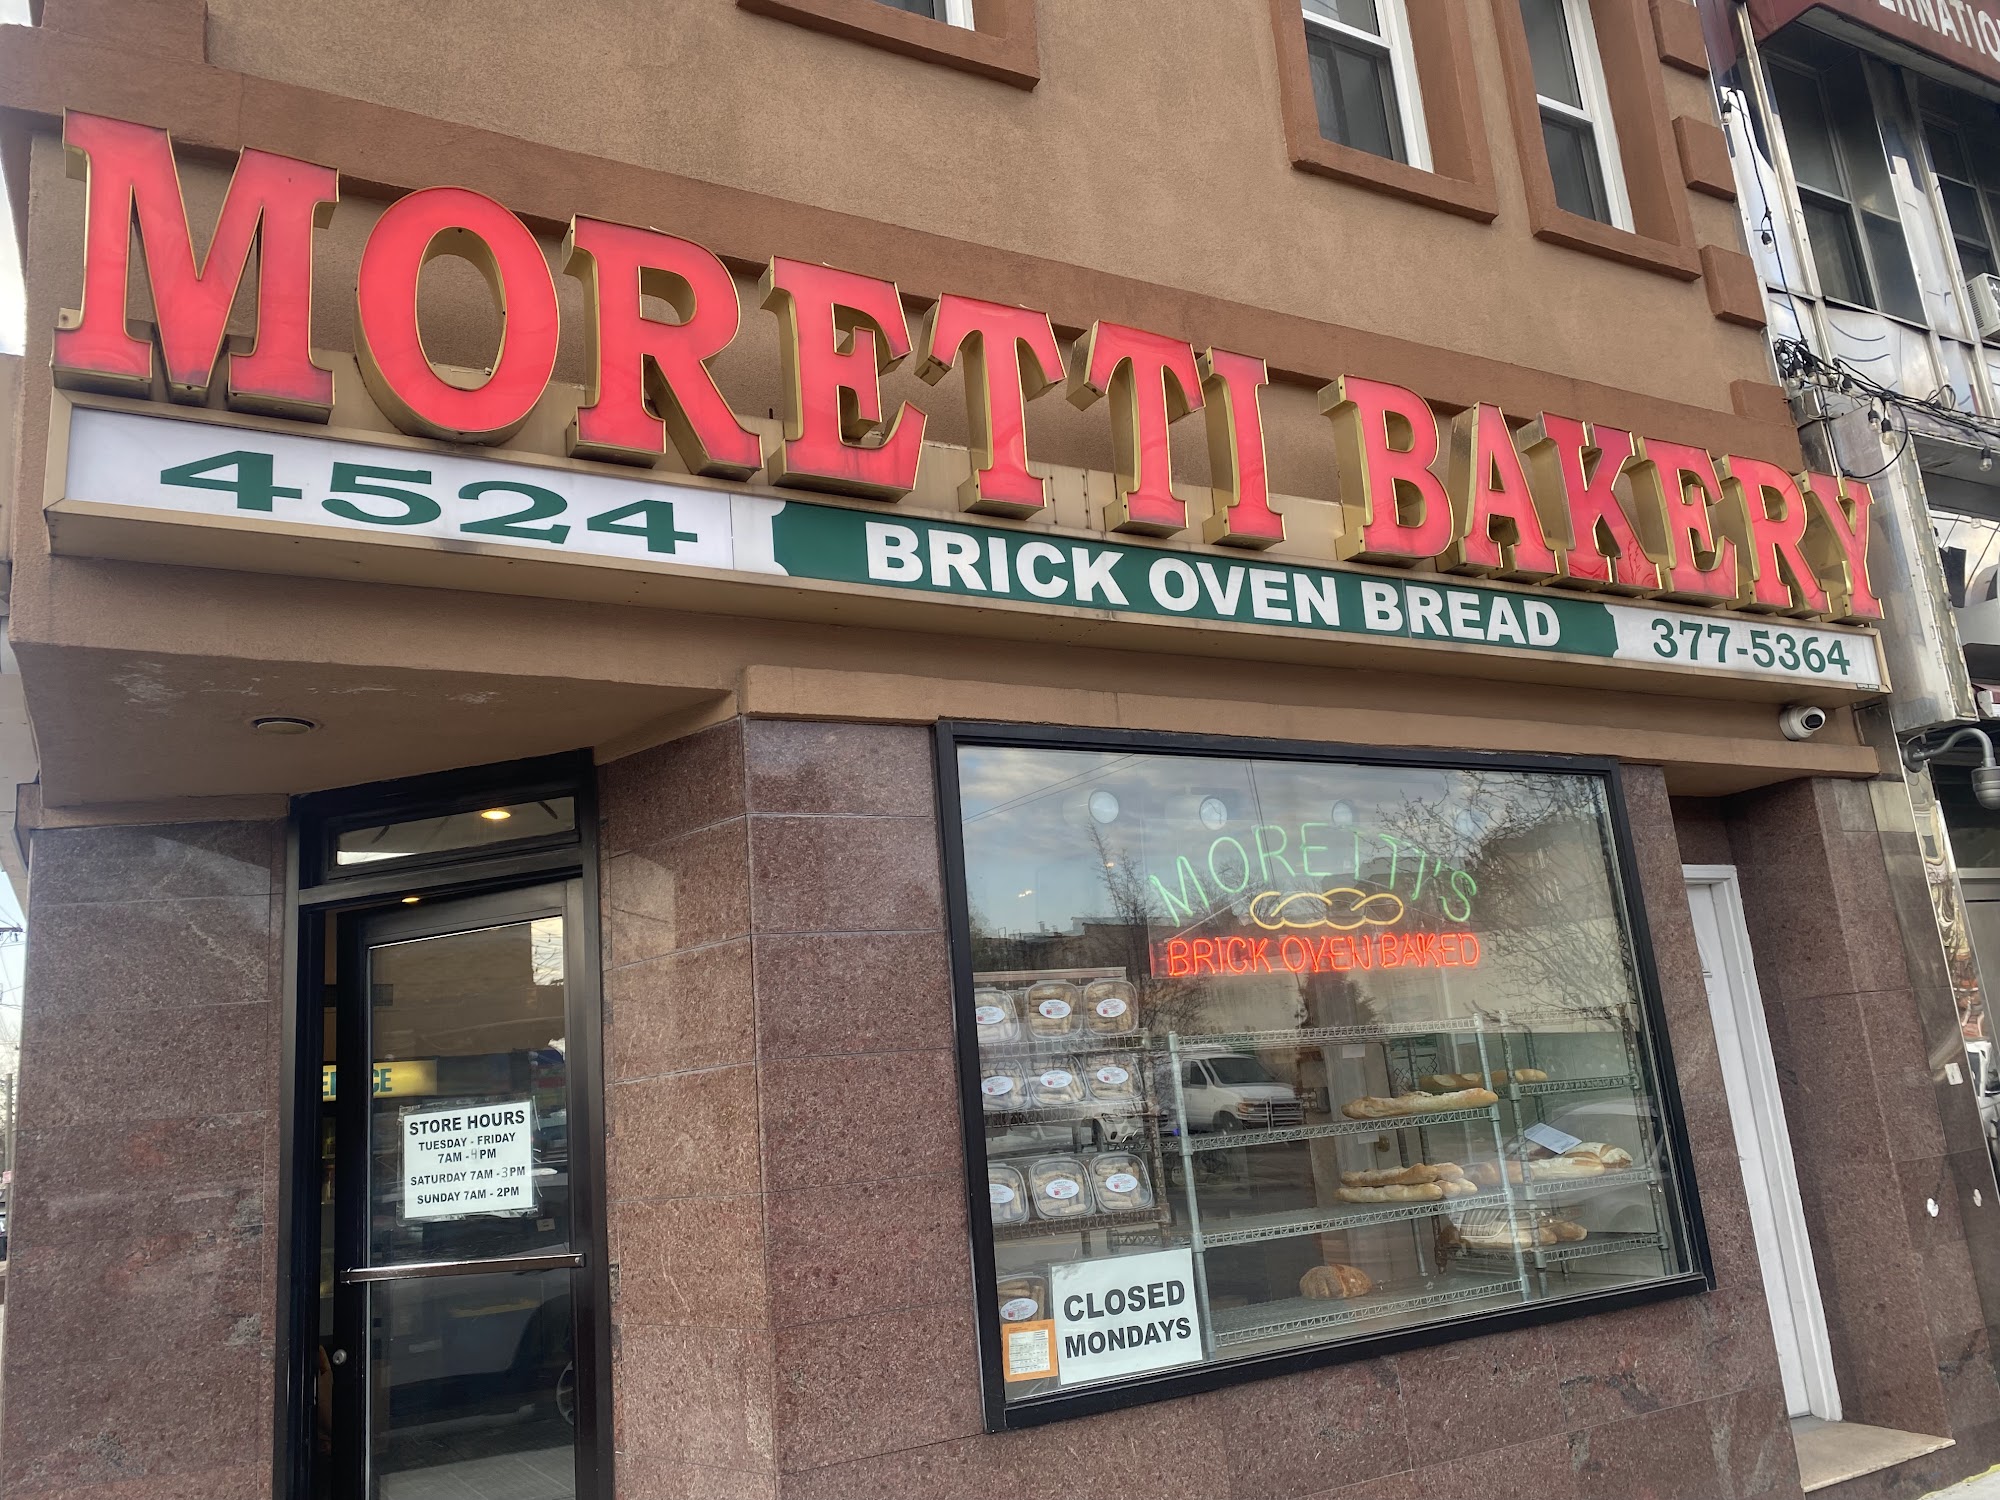 ERNATIO
MORETTI BAKERY
4524
BRICK OVEN BREAD
377-5364
MORETTI'S
BRICK OVEN BAKED
STORE HOURS
TUESDAY - FRIDAY
7AM - 4PM
SATURDAY 7AM - 3PM
SUNDAY 7AM - 2PM
CLOSED
MONDAYS